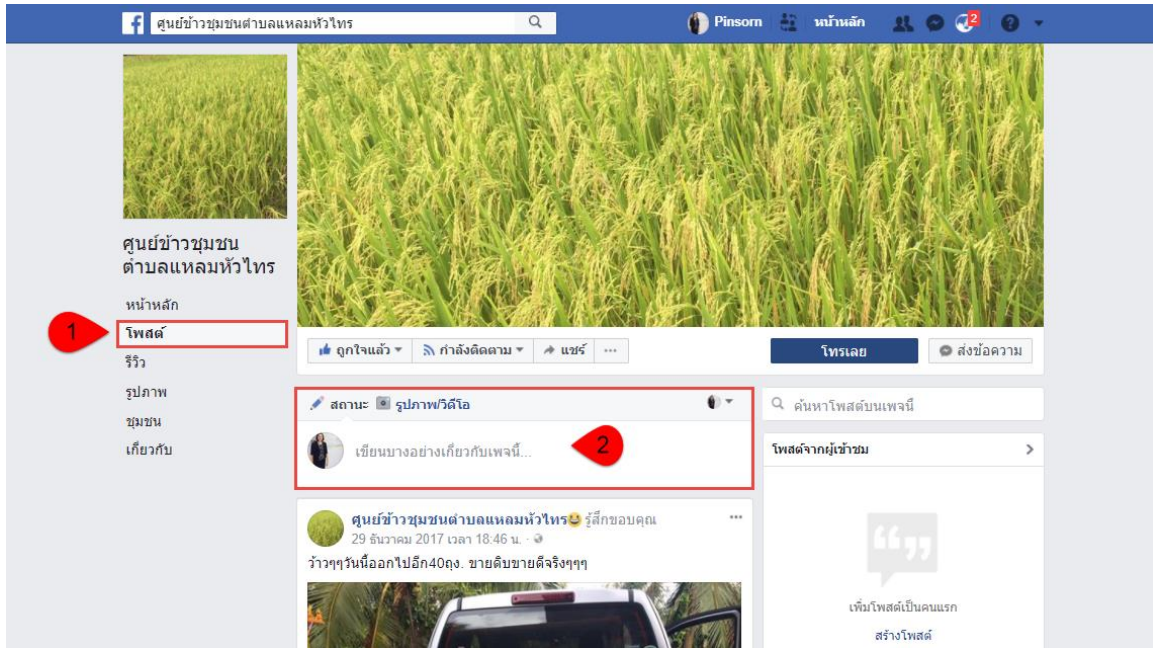 ศูนย์ข้าวชุมชนตำบลแหลมหัวไทร
Pinsorn
หน้าหลัก
2
ศูนย์ข้าวชุมชน
ตำบลแหลมหัวไทร
หน้าหลัก
1
โพสต์
รีวิว
รูปภาพ
ชุมชน
เกี่ยวกับ
ถูกใจแล้ว
กำลังติดตาม
แชร์
โทรเลย
ส่งข้อความ
สถานะ รูปภาพ/วิดีโอ
เขียนบางอย่างเกี่ยวกับเพจนี้...
2
ศูนย์ข้าวชุมชนตำบลแหลมหัวไทร รู้สึกขอบคุณ
29 ธันวาคม 2017 เวลา 18:46 น.
ว้าวๆๆวันนี้ออกไปอีก40ถุง. ขายดิบขายดีจริงๆๆๆ
ค้นหาโพสต์บนเพจนี้
โพสต์จากผู้เข้าชม
เพิ่มโพสต์เป็นคนแรก
สร้างโพสต์